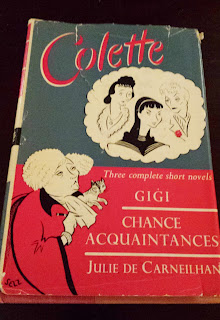 Colette
Three complete short novels
GIGI
CHANCE
ACQUAINTANCES
JULIE DE CARNEILHAN